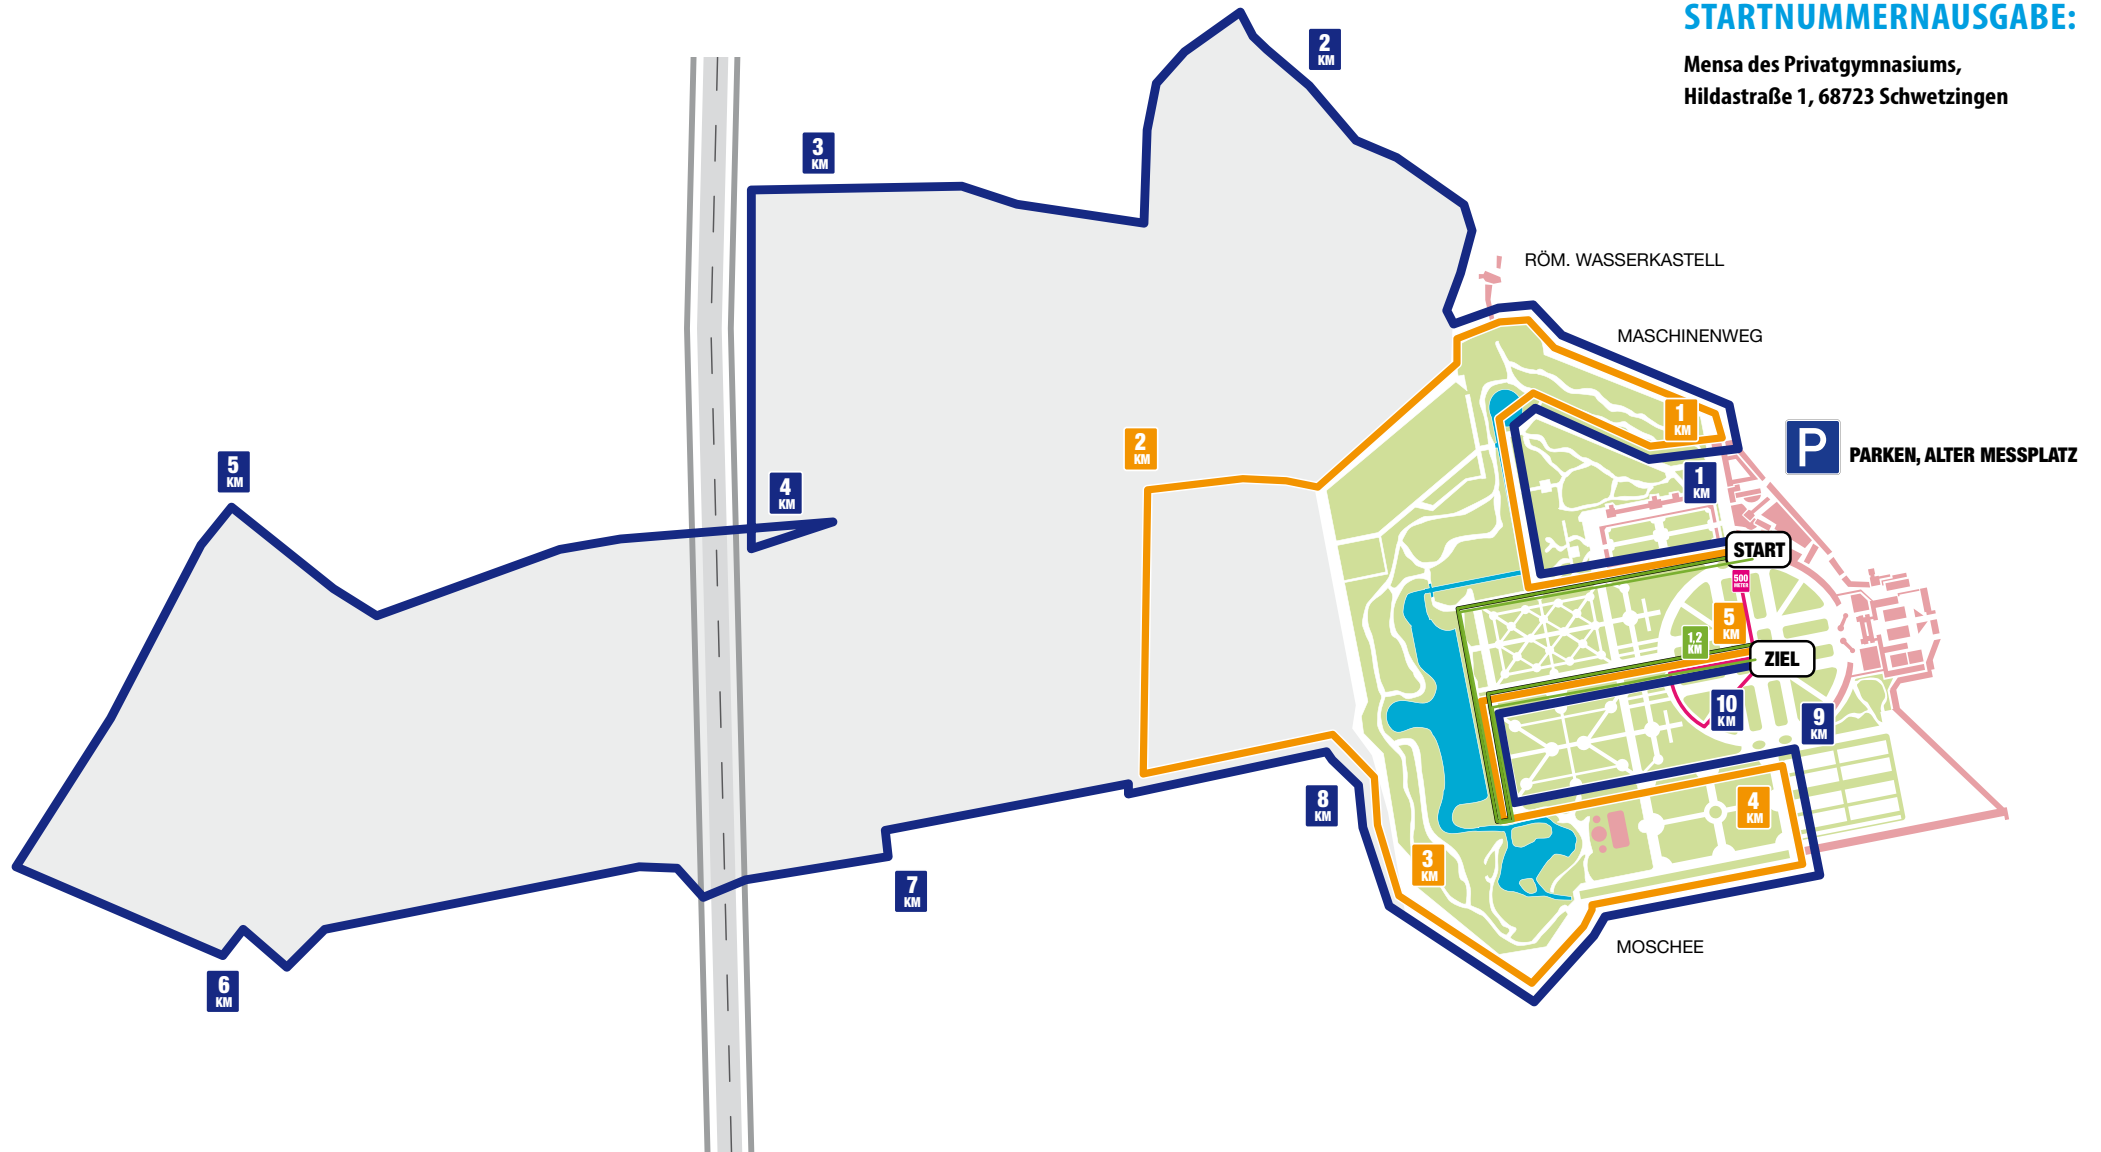 STARTNUMMERNAUSGABE:
Mensa des Privatgymnasiums,
Hildastraße 1, 68723 Schwetzingen
2
KM
3
KM
RÖM. WASSERKASTELL
MASCHINENWEG
1
KM
2
KM
P
PARKEN, ALTER MESSPLATZ
5
KM
4
KM
1
KM
START
500
METER
5
KM
1,2
KM
ZIEL
10
KM
9
KM
8
KM
4
KM
3
KM
7
KM
MOSCHEE
6
KM